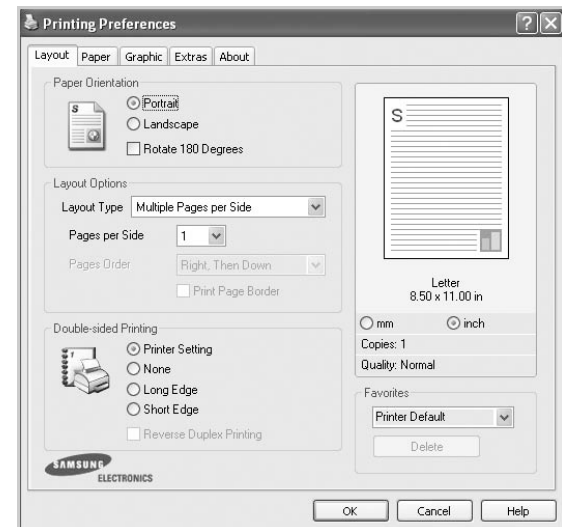 Printing Preferences
Layout Paper Graphic Extras About
Paper Orientation
S
Portrait
Landscape
Rotate 180 Degrees
Layout Options
Layout Type Multiple Pages per Side
Pages per Side 1
Pages Order Right, Then Down
Print Page Border
Double-sided Printing
Printer Setting
None
Long Edge
Short Edge
Reverse Duplex Printing
SAMSUNG
ELECTRONICS
S
Letter
8.50 x 11.00 in
mm inch
Copies: 1
Quality: Normal
Favorites
Printer Default
Delete
OK Cancel Help